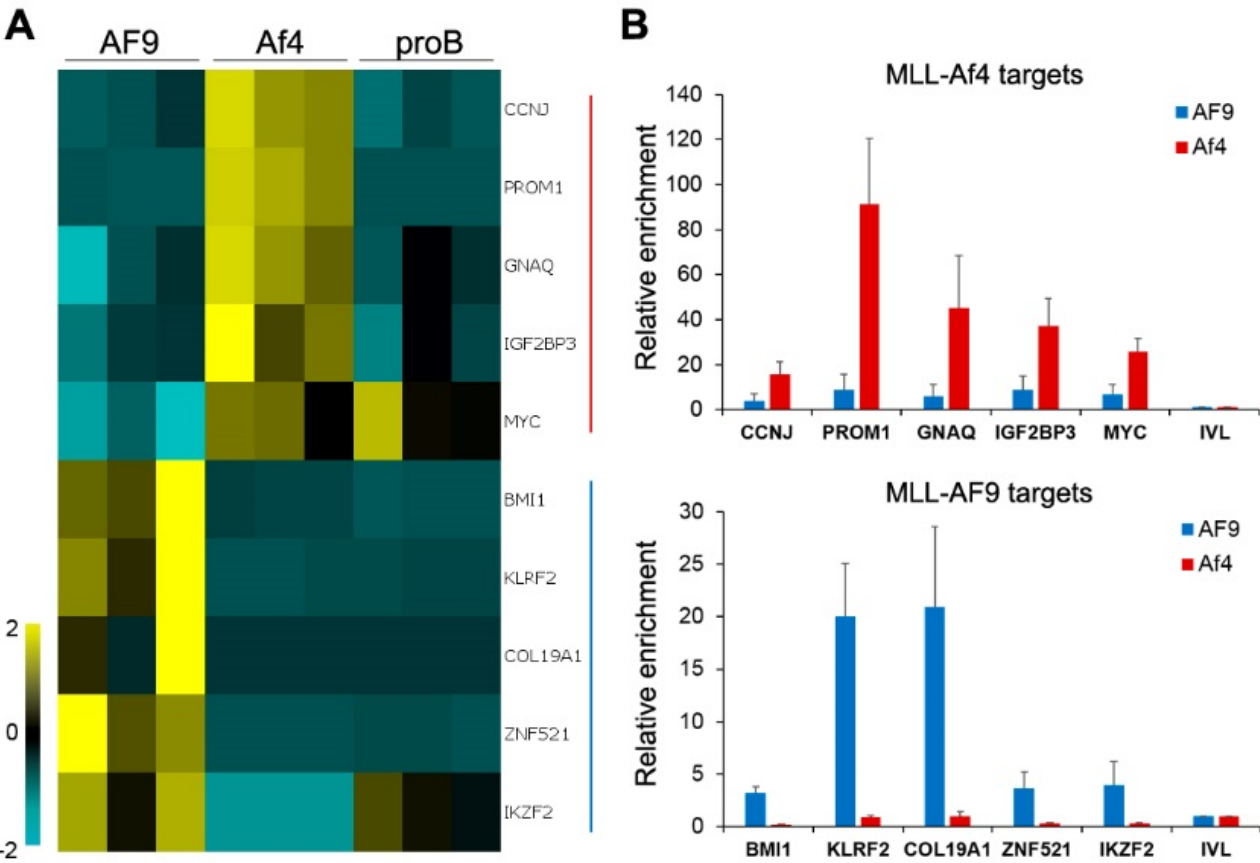 A
AF9 Af4 proB
CCNJ
PROM1
GNAQ
IGF2BP3
MYC
BMI1
KLRF2
COL19A1
ZNF521
IKZF2
2
0
-2
B
MLL-Af4 targets
Relative enrichment
140
120
100
80
60
40
20
0
AF9
Af4
CCNJ PROM1 GNAQ IGF2BP3 MYC IVL
MLL-AF9 targets
Relative enrichment
30
25
20
15
10
5
0
AF9
Af4
BMI1 KLRF2 COL19A1 ZNF521 IKZF2 IVL